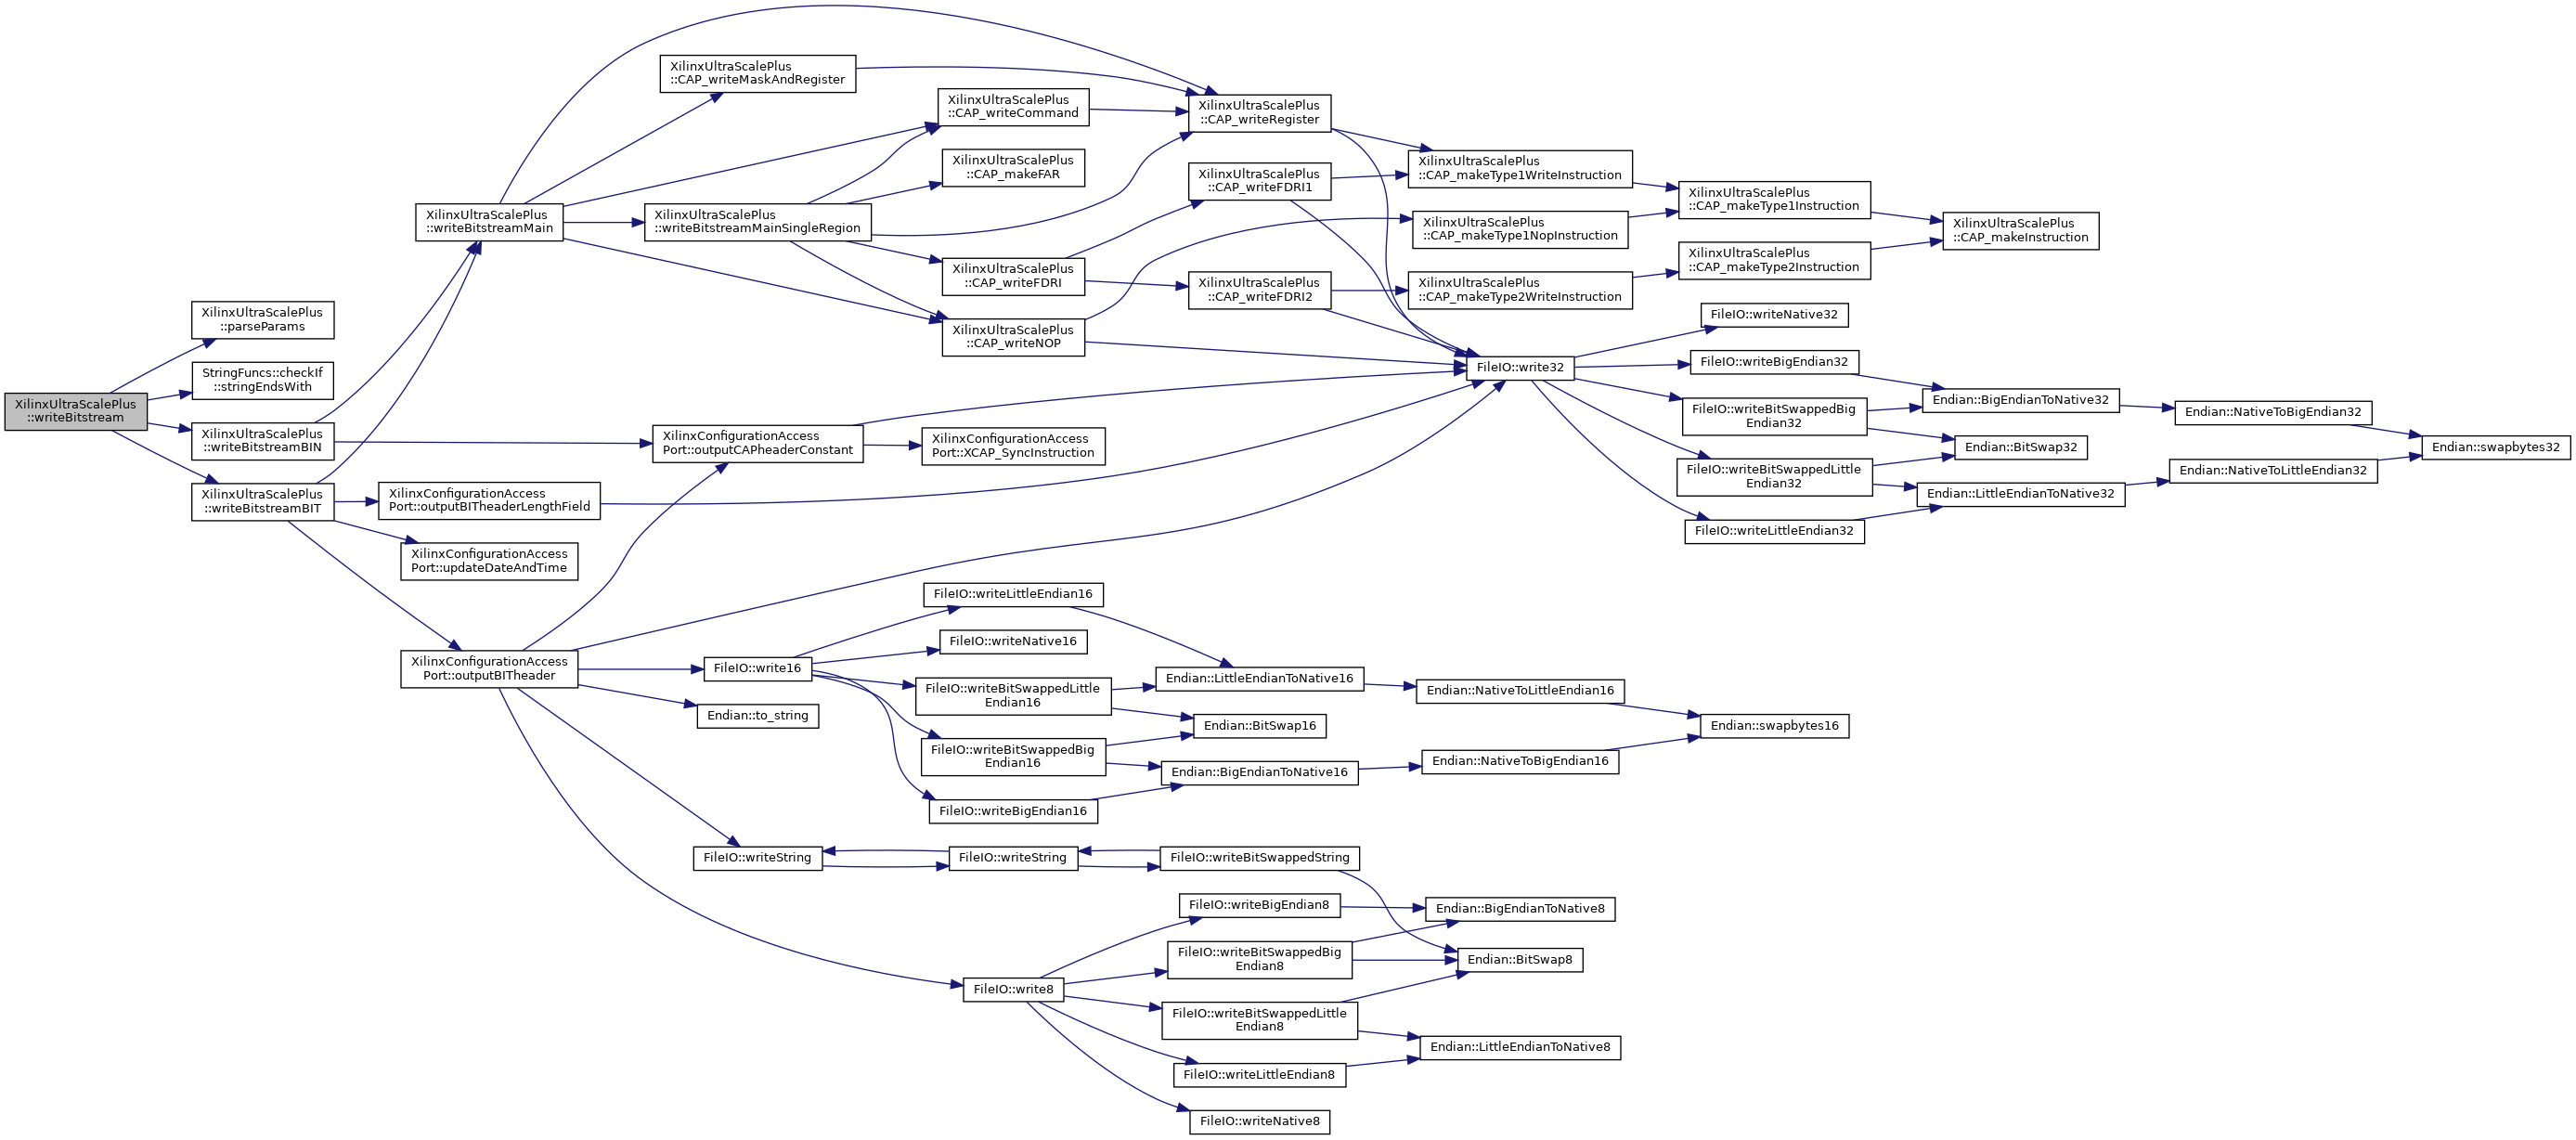 XilinxUltraScalePlus
::writeBitstream
XilinxUltraScalePlus
::parseParams
StringFuncs::checkIf
::stringEndsWith
XilinxUltraScalePlus
::writeBitstreamBIN
XilinxUltraScalePlus
::writeBitstreamBIT
XilinxUltraScalePlus
::writeBitstreamMain
XilinxConfigurationAccess
Port::outputBITheaderLengthField
XilinxConfigurationAccess
Port::updateDateAndTime
XilinxConfigurationAccess
Port::outputBITheader
XilinxUltraScalePlus
::CAP_writeMaskAndRegister
XilinxUltraScalePlus
::writeBitstreamMainSingleRegion
XilinxConfigurationAccess
Port::outputCAPheaderConstant
FileIO::write16
Endian::to_string
FileIO::writeString
XilinxUltraScalePlus
::CAP_writeCommand
XilinxUltraScalePlus
::CAP_makeFAR
XilinxUltraScalePlus
::CAP_writeFDRI
XilinxUltraScalePlus
::CAP_writeNOP
XilinxConfigurationAccess
Port::XCAP_SyncInstruction
FileIO::writeLittleEndian16
FileIO::writeNative16
FileIO::writeBitSwappedLittle
Endian16
FileIO::writeBitSwappedBig
Endian16
FileIO::writeBigEndian16
FileIO::writeString
FileIO::write8
XilinxUltraScalePlus
::CAP_writeRegister
XilinxUltraScalePlus
::CAP_writeFDRI1
XilinxUltraScalePlus
::CAP_writeFDRI2
Endian::LittleEndianToNative16
Endian::BitSwap16
Endian::BigEndianToNative16
FileIO::writeBitSwappedString
FileIO::writeBigEndian8
FileIO::writeBitSwappedBig
Endian8
FileIO::writeBitSwappedLittle
Endian8
FileIO::writeLittleEndian8
FileIO::writeNative8
XilinxUltraScalePlus
::CAP_makeType1WriteInstruction
XilinxUltraScalePlus
::CAP_makeType1NopInstruction
XilinxUltraScalePlus
::CAP_makeType2WriteInstruction
FileIO::write32
Endian::NativeToLittleEndian16
Endian::NativeToBigEndian16
Endian::BigEndianToNative8
Endian::BitSwap8
Endian::LittleEndianToNative8
XilinxUltraScalePlus
::CAP_makeType1Instruction
XilinxUltraScalePlus
::CAP_makeType2Instruction
FileIO::writeNative32
FileIO::writeBigEndian32
FileIO::writeBitSwappedBig
Endian32
FileIO::writeBitSwappedLittle
Endian32
FileIO::writeLittleEndian32
Endian::swapbytes16
XilinxUltraScalePlus
::CAP_makeInstruction
Endian::BigEndianToNative32
Endian::BitSwap32
Endian::LittleEndianToNative32
Endian::NativeToBigEndian32
Endian::NativeToLittleEndian32
Endian::swapbytes32